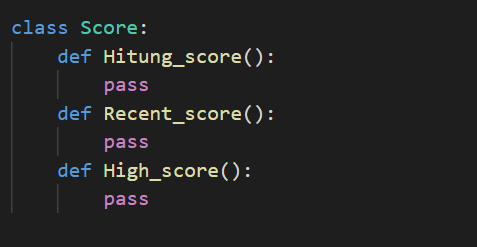 class Score:
    def Hitung_score():
        pass
    def Recent_score():
        pass
    def High_score():
        pass